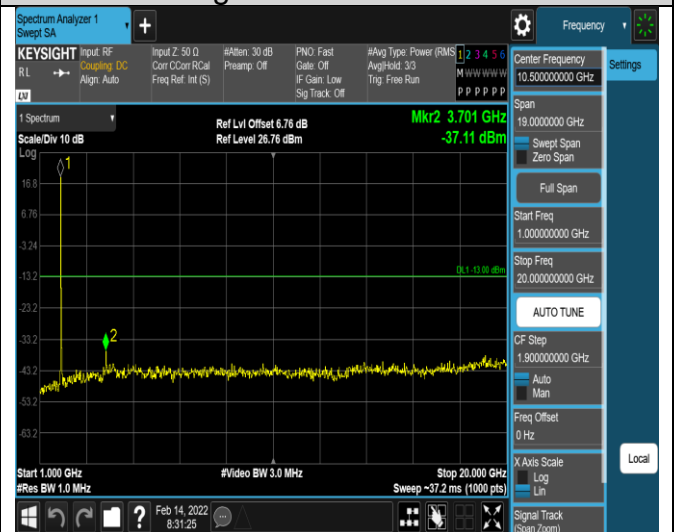 Spectrum Analyzer 1
Swept SA
Frequency
KEYSIGHT
RL
LXI
Input: RF
Coupling: DC
Align: Auto
Input Z: 50 Ω
Corr CCorr RCal
Freq Ref: Int (S)
#Atten: 30 dB
Preamp: Off
PNO: Fast
Gate: Off
IF Gain: Low
Sig Track: Off
#Avg Type: Power (RMS
Avg|Hold: 3/3
Trig: Free Run
1 2 3 4 5 6
M W W W W W
P P P P P P
1 Spectrum
Scale/Div 10 dB
Log
Ref Lvl Offset 6.76 dB
Ref Level 26.76 dBm
Mkr2 3.701 GHz
-37.11 dBm
1
16.8
6.76
-3.24
-13.2
DL1 -13.00 dBm
-23.2
-33.2
2
-43.2
-53.2
-63.2
Start 1.000 GHz
#Res BW 1.0 MHz
#Video BW 3.0 MHz
Stop 20.000 GHz
Sweep ~37.2 ms (1000 pts)
Feb 14, 2022
8:31:25
Center Frequency
10.50000000 GHz
Settings
Span
19.0000000 GHz
Swept Span
Zero Span
Full Span
Start Freq
1.000000000 GHz
Stop Freq
20.000000000 GHz
AUTO TUNE
CF Step
1.900000000 GHz
Auto
Man
Freq Offset
0 Hz
X Axis Scale
Log
Lin
Local
Signal Track
(Span Zoom)